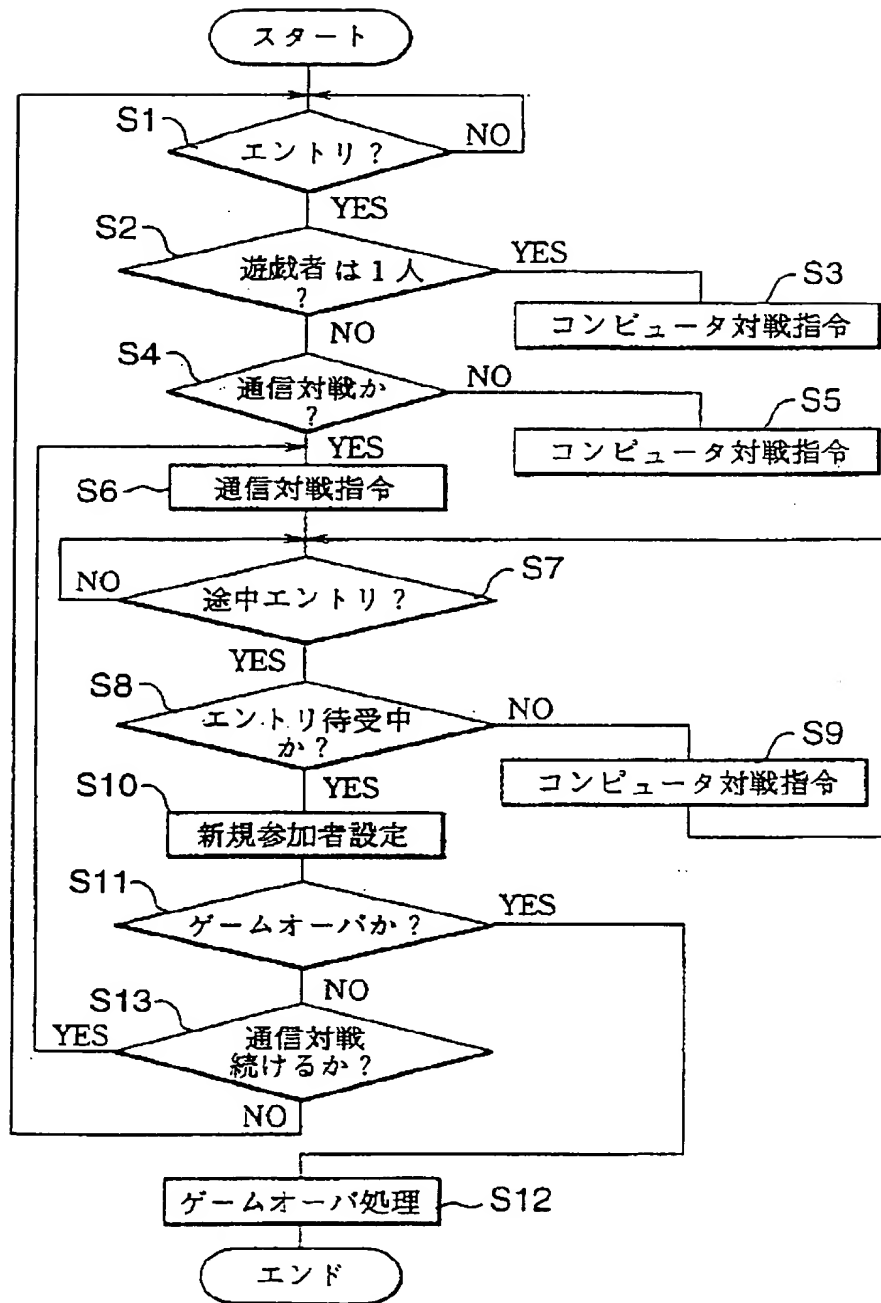 スタート
S1
エントリ？
NO
YES
S2
遊戯者は1人
？
YES
S3
コンピュータ対戦指令
NO
S4
通信対戦か
？
NO
S5
コンピュータ対戦指令
YES
S6
通信対戦指令
S7
途中エントリ？
NO
YES
S8
エントリ待受中
か？
NO
S9
コンピュータ対戦指令
YES
S10
新規参加者設定
S11
ゲームオーバか？
YES
NO
S13
通信対戦
続けるか？
YES
NO
ゲームオーバ処理
S12
エンド